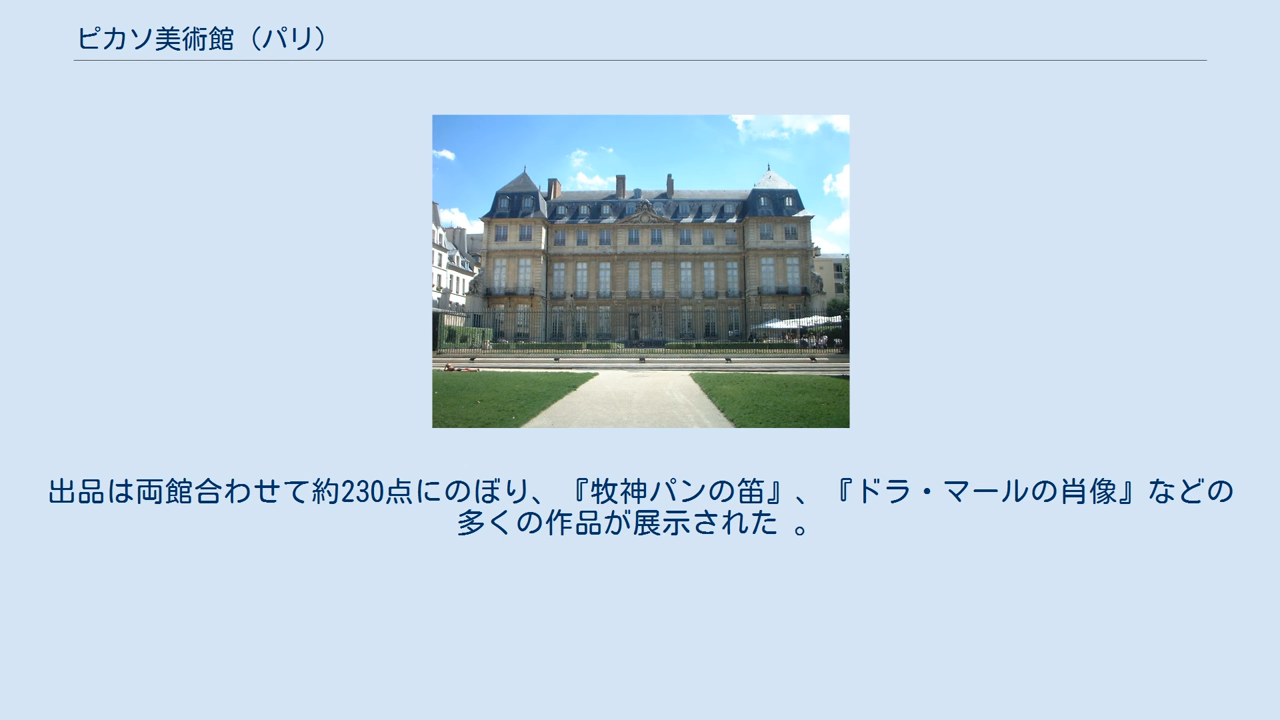 ピカソ美術館（パリ）
出品は両館合わせて約230点にのぼり、『牧神パンの笛』、『ドラ・マールの肖像』などの
多くの作品が展示された 。